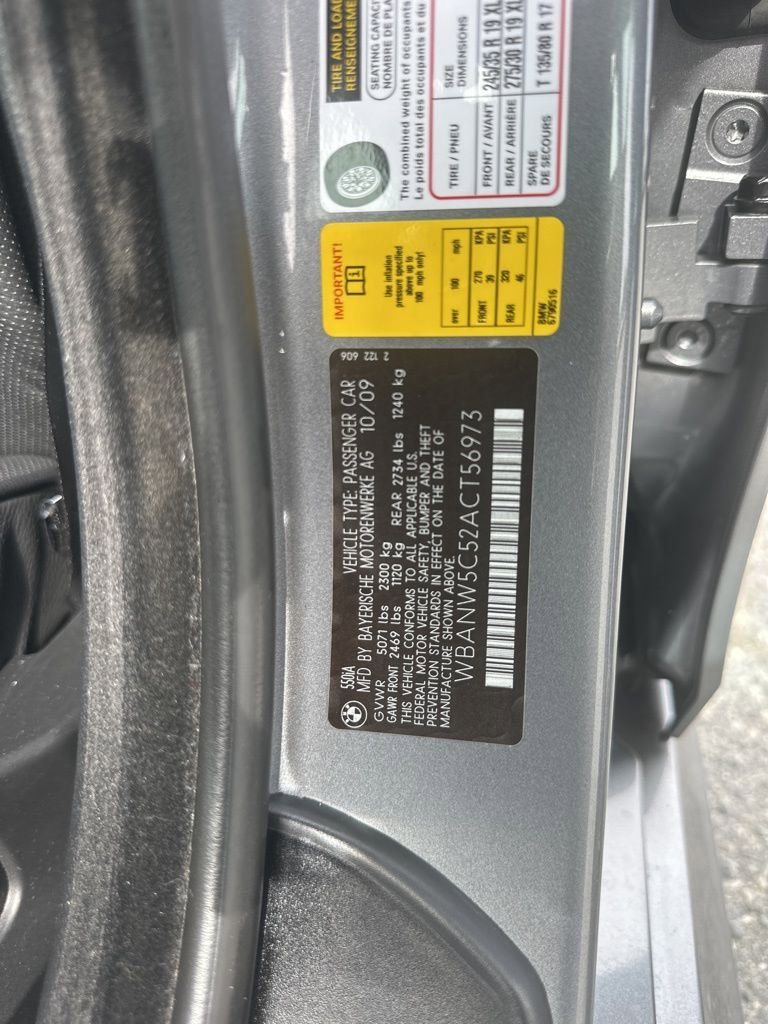 TIRE AND LOA
RENSEIGNEME
SEATING CAPACI
NOMBRE DE PLA
The combined weight of occupants
Le poids total des occupants et du
TIRE / PNEU
SIZE
DIMENSIONS
FRONT / AVANT 245/35 R 19 XL
REAR / ARRIÈRE 275/30 R 19 XL
SPARE
DE SECOURS
T 135/80 R 17
IMPORTANT!
Use inflation
pressure specified
above up to
100 mph only!
over 100 mph
FRONT 270 KPA
39 PSI
REAR 320 KPA
46 PSI
BMW
6790516
2 122 606
BMW
550iA VEHICLE TYPE: PASSENGER CAR
MFD BY BAYERISCHE MOTORENWERKE AG 10/09
GVWR 5071 lbs 2300 kg
GAWR FRONT 2469 lbs 1120 kg REAR 2734 lbs 1240 kg
THIS VEHICLE CONFORMS TO ALL APPLICABLE U.S.
FEDERAL MOTOR VEHICLE SAFETY, BUMPER AND THEFT
PREVENTION STANDARDS IN EFFECT ON THE DATE OF
MANUFACTURE SHOWN ABOVE.
WBANW5C52ACT56973